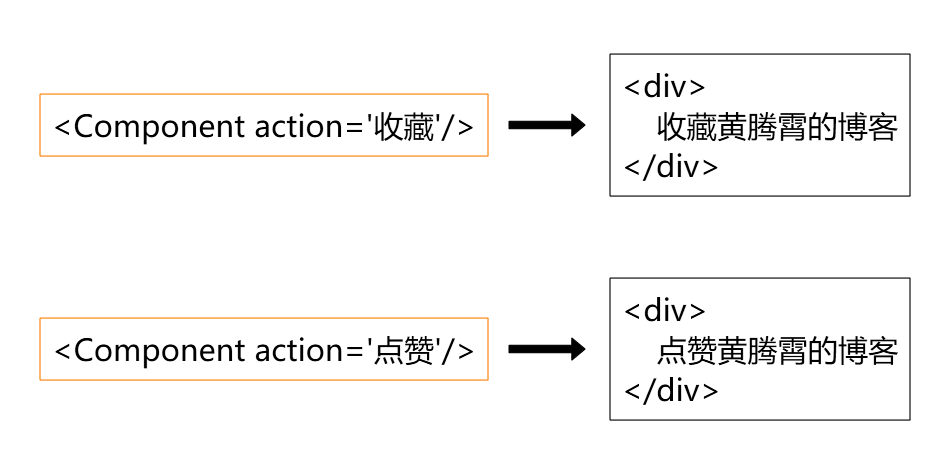 <Component action='收藏'/>
<div>
收藏黄腾霄的博客
</div>
<Component action='点赞'/>
<div>
点赞黄腾霄的博客
</div>